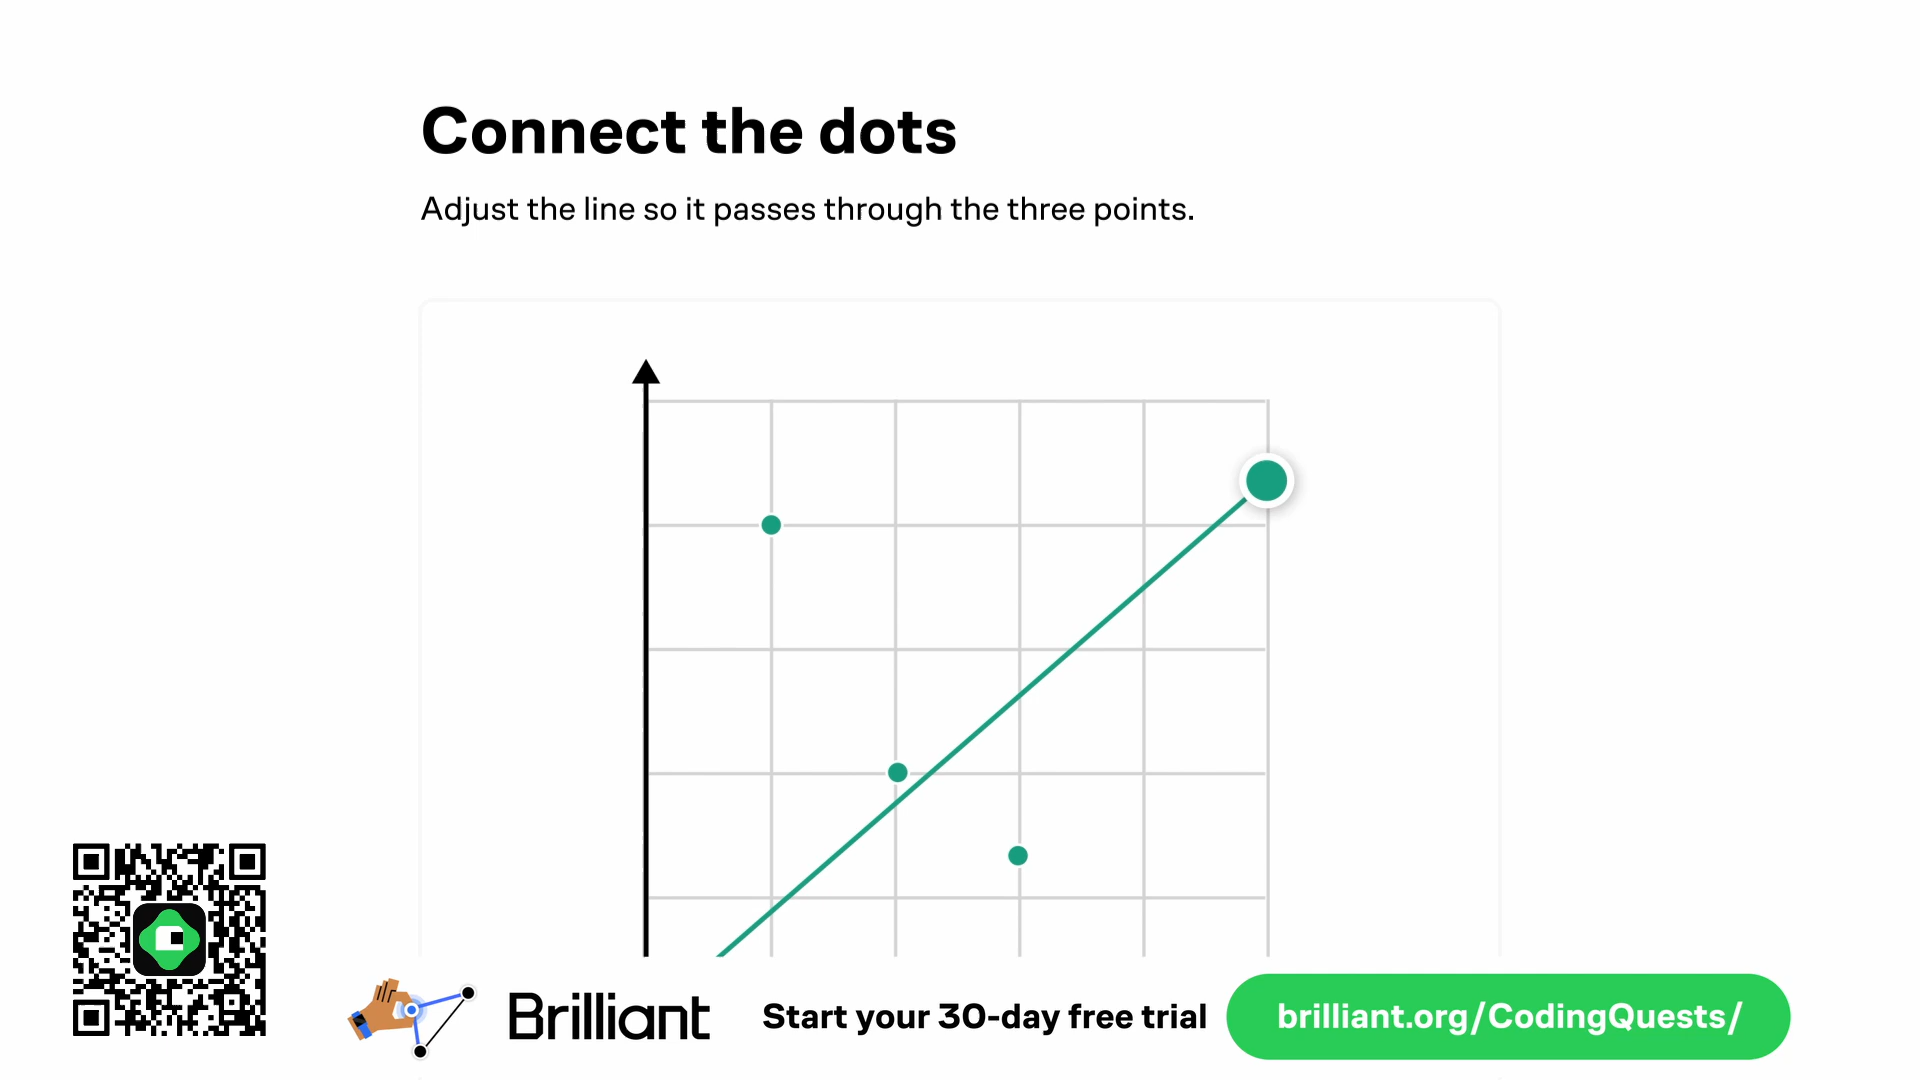 Connect the dots
Adjust the line so it passes through the three points.
Brilliant
Start your 30-day free trial
brilliant.org/CodingQuests/